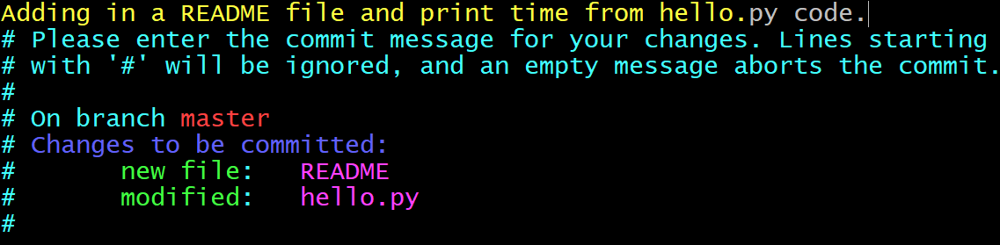 Adding in a README file and print time from hello.py code.
# Please enter the commit message for your changes. Lines starting
# with '#' will be ignored, and an empty message aborts the commit.
#
# On branch master
# Changes to be committed:
#       new file:   README
#       modified:   hello.py
#